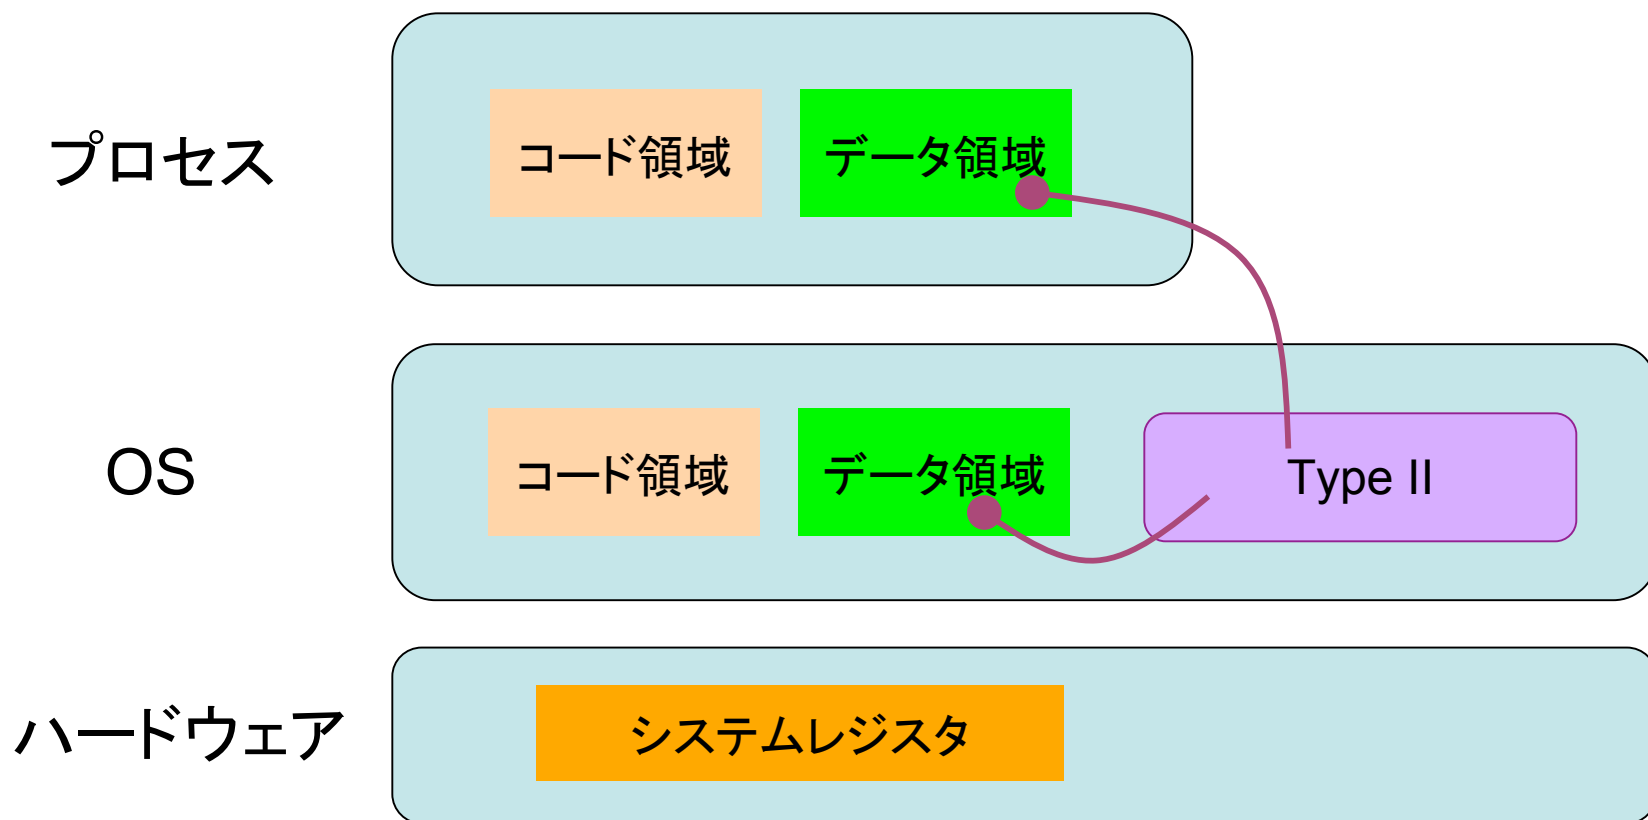 プロセス
コード領域
データ領域
OS
コード領域
データ領域
Type II
ハードウェア
システムレジスタ